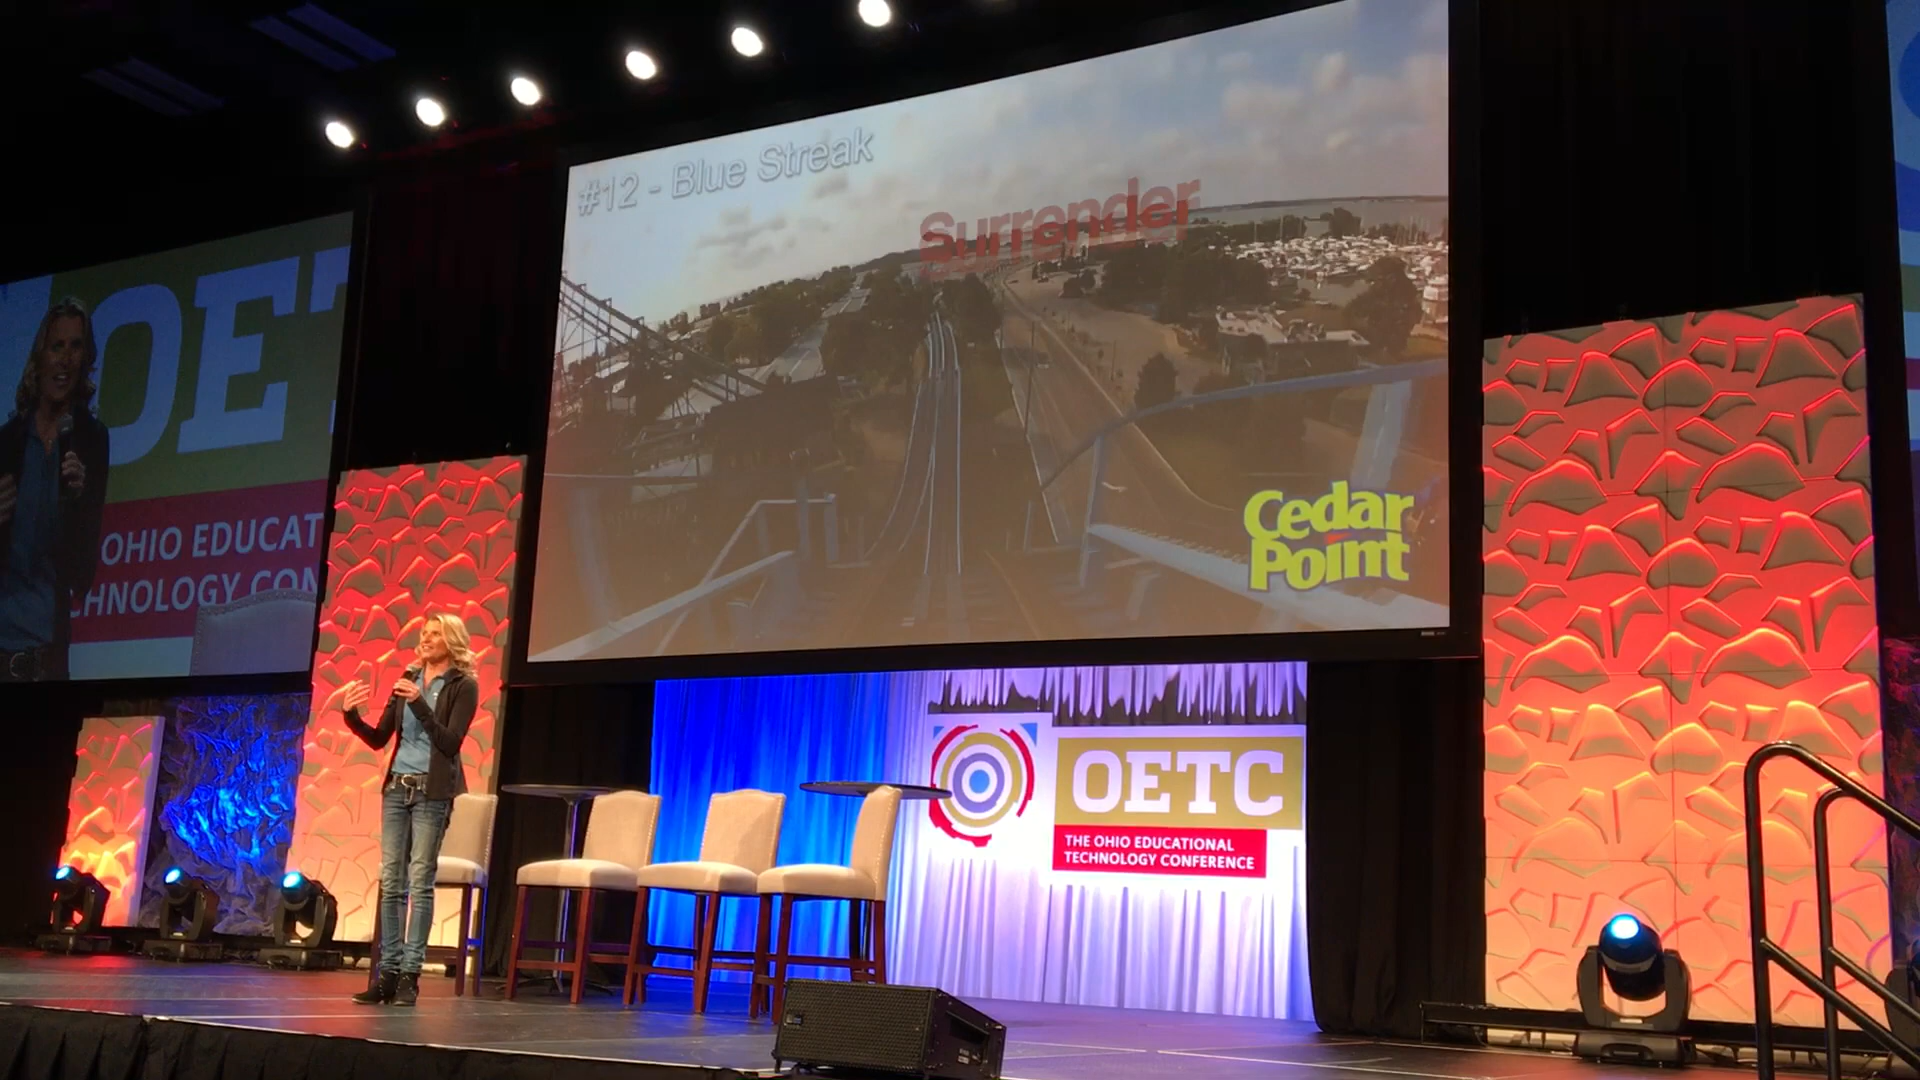 #12 - Blue Streak
Surrender
Cedar
Point
OET
OHIO EDUCAT
CHNOLOGY CON
OETC
THE OHIO EDUCATIONAL
TECHNOLOGY CONFERENCE